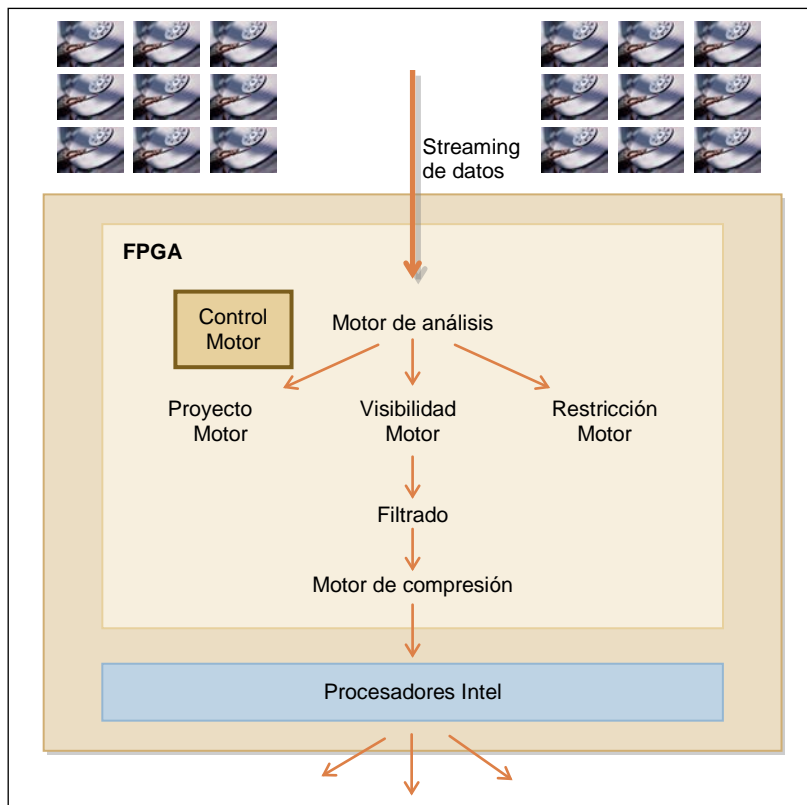 Streaming
de datos
FPGA
Control
Motor
Motor de análisis
Proyecto
Motor
Visibilidad
Motor
Restricción
Motor
Filtrado
Motor de compresión
Procesadores Intel